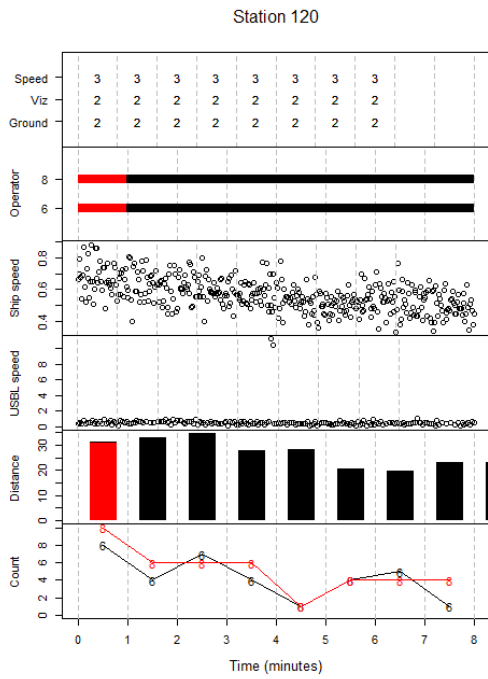 Station 120
Speed 3 3 3 3 3 3 3 3
Viz 2 2 2 2 2 2 2 2
Ground 2 2 2 2 2 2 2 2
Operator
8
6
Ship speed
0.8
0.6
0.4
USBL speed
8
6
4
2
0
Distance
30
20
10
0
Count
8
6
4
2
0
0 1 2 3 4 5 6 7 8
Time (minutes)